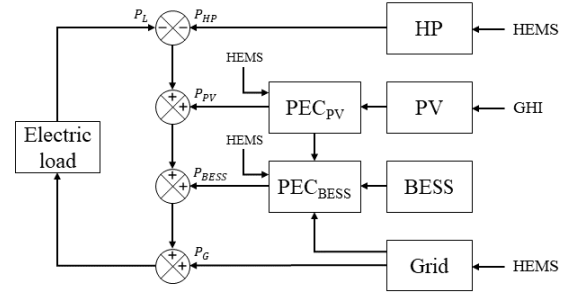 P_L
P_HP
HP
HEMS
HEMS
P_PV
PEC_PV
PV
GHI
Electric
load
HEMS
P_BESS
PEC_BESS
BESS
P_G
Grid
HEMS
- -
+ +
+ +
+ +